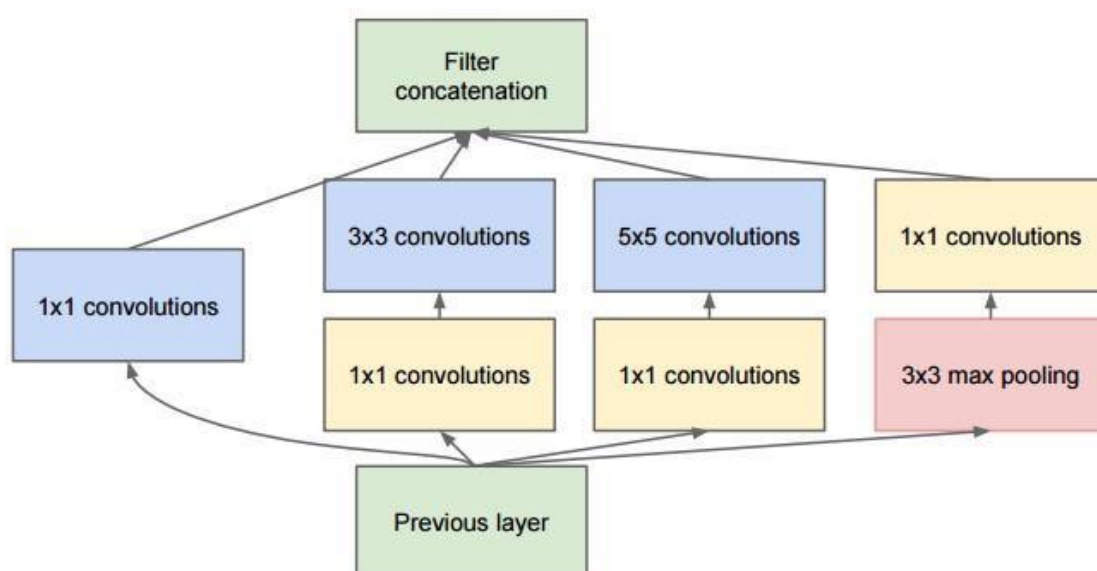 Filter
concatenation
3x3 convolutions
5x5 convolutions
1x1 convolutions
1x1 convolutions
1x1 convolutions
1x1 convolutions
3x3 max pooling
Previous layer